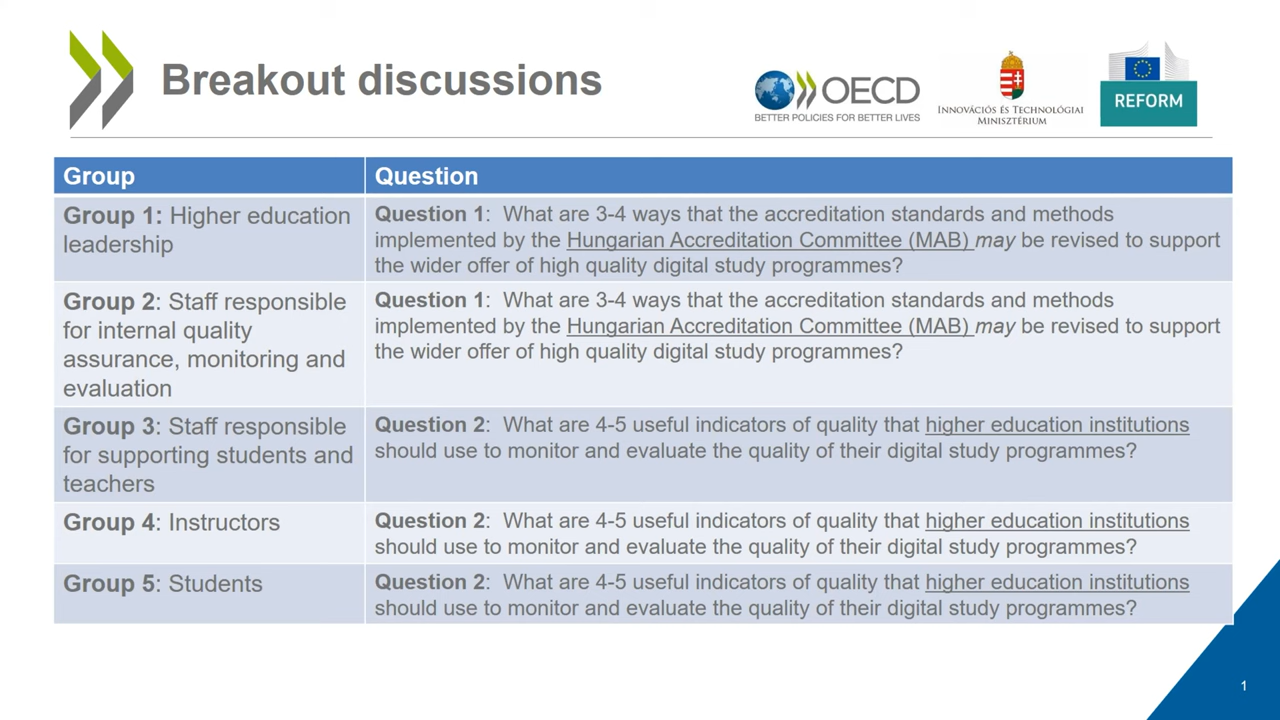 Breakout discussions
OECD
BETTER POLICIES FOR BETTER LIVES
INNOVÁCIÓS ÉS TECHNOLÓGIAI
MINISZTÉRIUM
REFORM
Group
Question
Group 1: Higher education
leadership
Question 1: What are 3-4 ways that the accreditation standards and methods
implemented by the Hungarian Accreditation Committee (MAB) may be revised to support
the wider offer of high quality digital study programmes?
Group 2: Staff responsible
for internal quality
assurance, monitoring and
evaluation
Question 1: What are 3-4 ways that the accreditation standards and methods
implemented by the Hungarian Accreditation Committee (MAB) may be revised to support
the wider offer of high quality digital study programmes?
Group 3: Staff responsible
for supporting students and
teachers
Question 2: What are 4-5 useful indicators of quality that higher education institutions
should use to monitor and evaluate the quality of their digital study programmes?
Group 4: Instructors
Question 2: What are 4-5 useful indicators of quality that higher education institutions
should use to monitor and evaluate the quality of their digital study programmes?
Group 5: Students
Question 2: What are 4-5 useful indicators of quality that higher education institutions
should use to monitor and evaluate the quality of their digital study programmes?
1